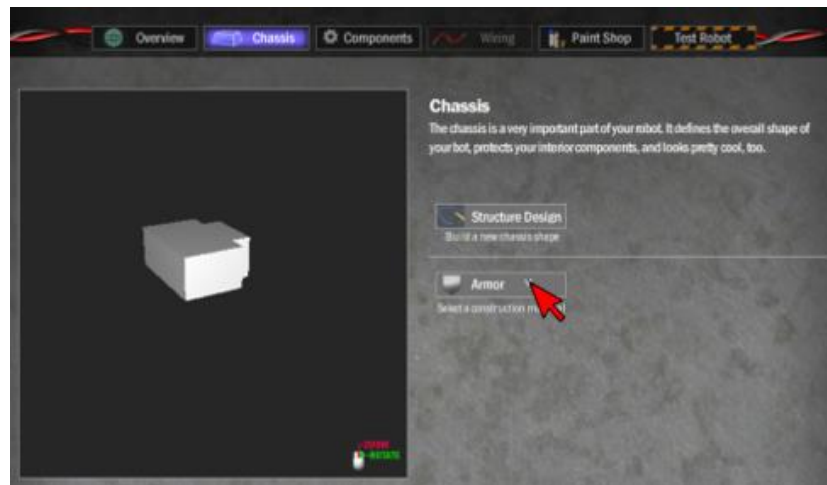 Overview
Chassis
Components
Wiring
Paint Shop
Test Robot
Chassis
The chassis is a very important part of your robot. It defines the overall shape of
your bot, protects your interior components, and looks pretty cool, too.
Structure Design
Build a new chassis shape
Armor
Select a construction
-ZOOM
-ROTATE